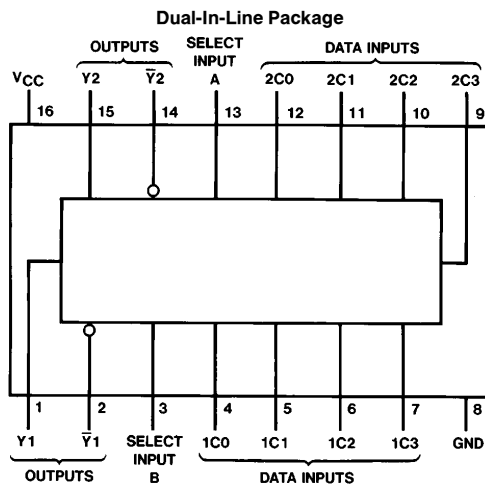 Dual-In-Line Package
OUTPUTS SELECT INPUT DATA INPUTS
VCC Y2 Y̅2 A 2C0 2C1 2C2 2C3
16 15 14 13 12 11 10 9
1 2 3 4 5 6 7 8
Y1 Y̅1 SELECT INPUT B 1C0 1C1 1C2 1C3 GND
OUTPUTS DATA INPUTS